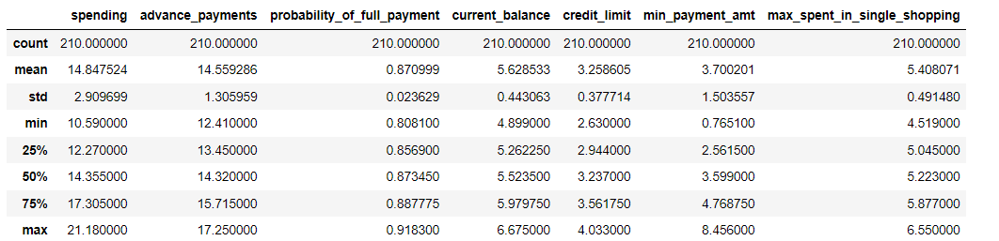 spending advance_payments probability_of_full_payment current_balance credit_limit min_payment_amt max_spent_in_single_shopping
count 210.000000 210.000000 210.000000 210.000000 210.000000 210.000000 210.000000
mean 14.847524 14.559286 0.870999 5.628533 3.258605 3.700201 5.408071
std 2.909699 1.305959 0.023629 0.443063 0.377714 1.503557 0.491480
min 10.590000 12.410000 0.808100 4.899000 2.630000 0.765100 4.519000
25% 12.270000 13.450000 0.856900 5.262250 2.944000 2.561500 5.045000
50% 14.355000 14.320000 0.873450 5.523500 3.237000 3.599000 5.223000
75% 17.305000 15.715000 0.887775 5.979750 3.561750 4.768750 5.877000
max 21.180000 17.250000 0.918300 6.675000 4.033000 8.456000 6.550000